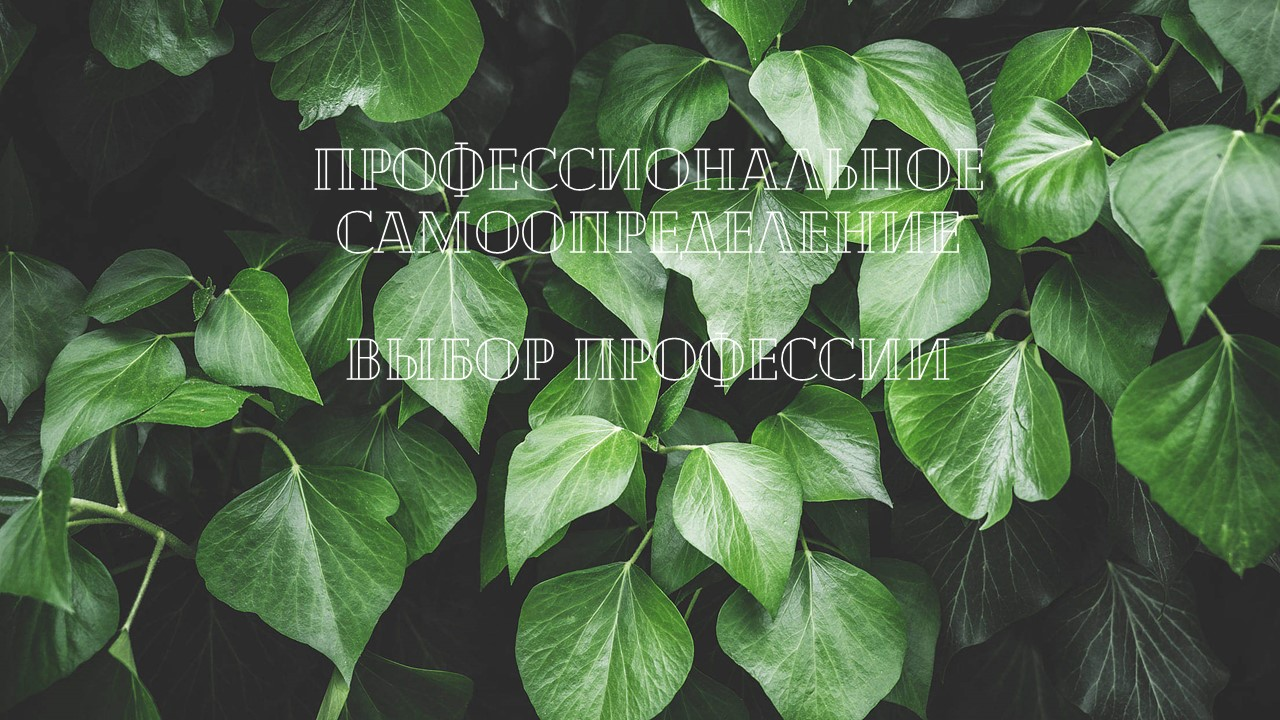 ПРОФЕССИОНАЛЬНОЕ
САМООПРЕДЕЛЕНИЕ
ВЫБОР ПРОФЕССИИ